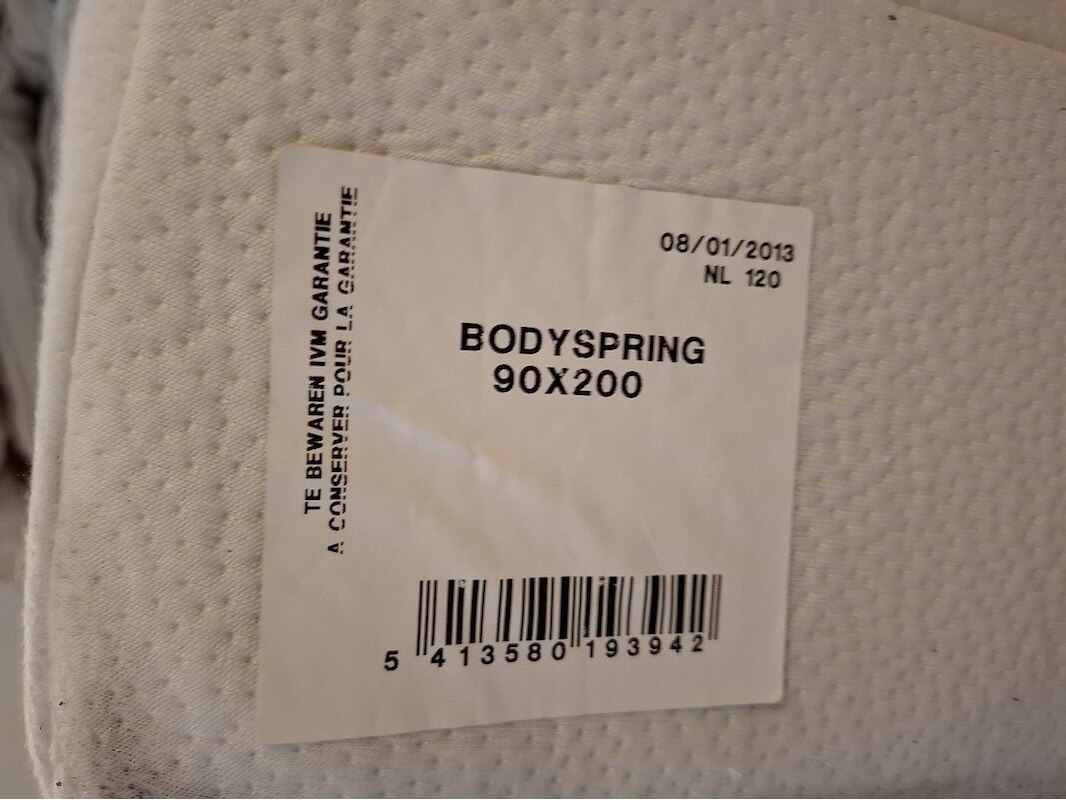 08/01/2013
NL 120
BODYSPRING
90X200
TE BEWAREN IVM GARANTIE
A CONSERVER POUR LA GARANTIE
5 413580 193942